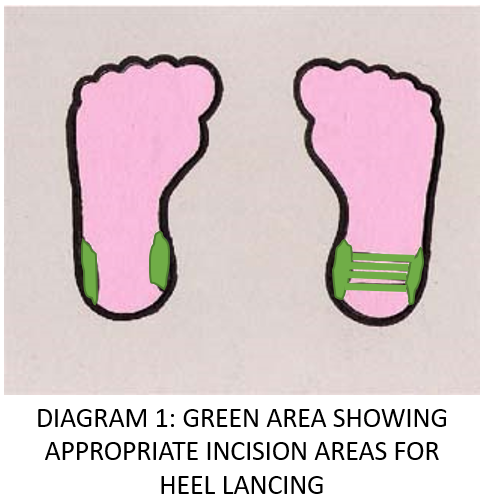 DIAGRAM 1: GREEN AREA SHOWING
APPROPRIATE INCISION AREAS FOR
HEEL LANCING